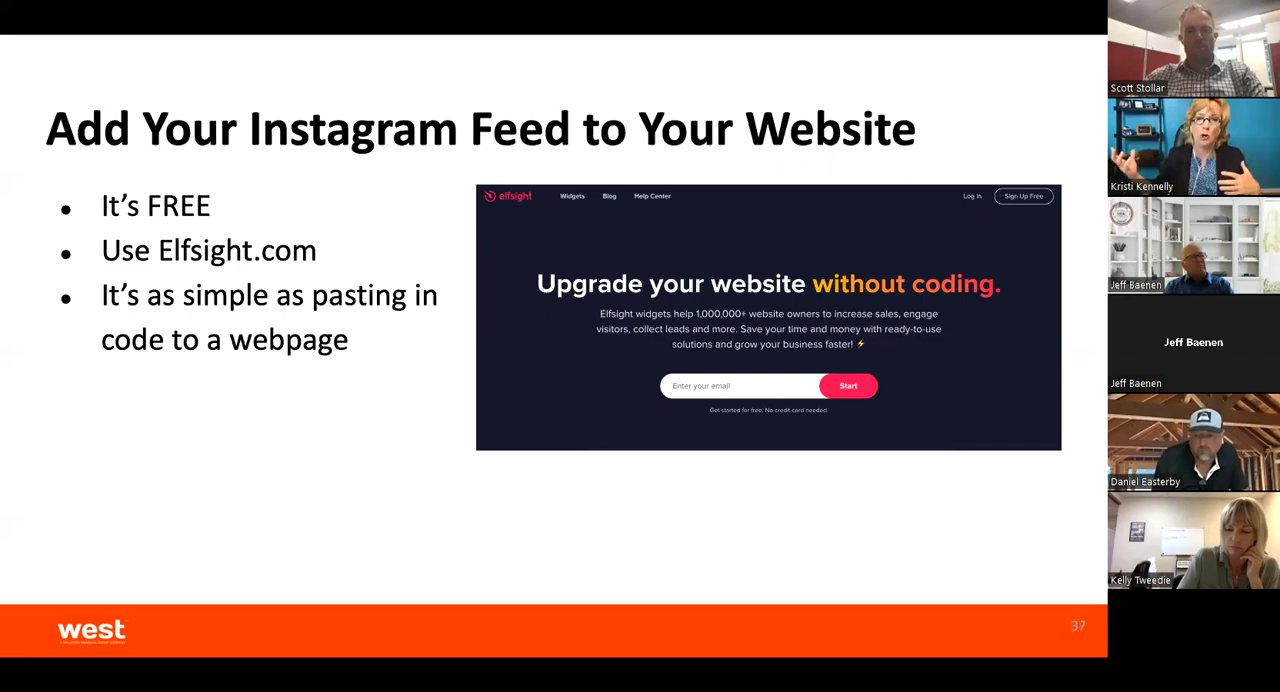 Add Your Instagram Feed to Your Website
• It's FREE
• Use Elfsight.com
• It's as simple as pasting in
code to a webpage
elfsight
Widgets Blog Help Center
Log In Sign Up Free
Upgrade your website without coding.
Elfsight widgets help 1,000,000+ website owners to increase sales, engage
visitors, collect leads and more. Save your time and money with ready-to-use
solutions and grow your business faster! ⚡
Enter your email Start
Get started for free. No credit card needed.
west
37
Scott Stollar
Kristi Kennelly
Jeff Baenen
Jeff Baenen
Jeff Baenen
Daniel Easterby
Kelly Tweedie